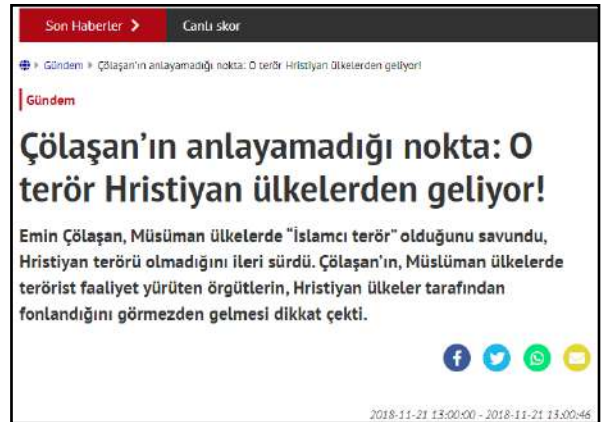 Son Haberler > Canlı skor
Gündem Çölaşan'ın anlayamadığı nokta: O terör Hristiyan ülkelerden geliyor!
Gündem
Çölaşan’ın anlayamadığı nokta: O
terör Hristiyan ülkelerden geliyor!
Emin Çölaşan, Müsüman ülkelerde “İslamcı terör” olduğunu savundu,
Hristiyan terörü olmadığını ileri sürdü. Çölaşan’ın, Müslüman ülkelerde
terörist faaliyet yürüten örgütlerin, Hristiyan ülkeler tarafından
fonlandığını görmezden gelmesi dikkat çekti.
2018-11-21 13:00:00 - 2018-11-21 13:00:46